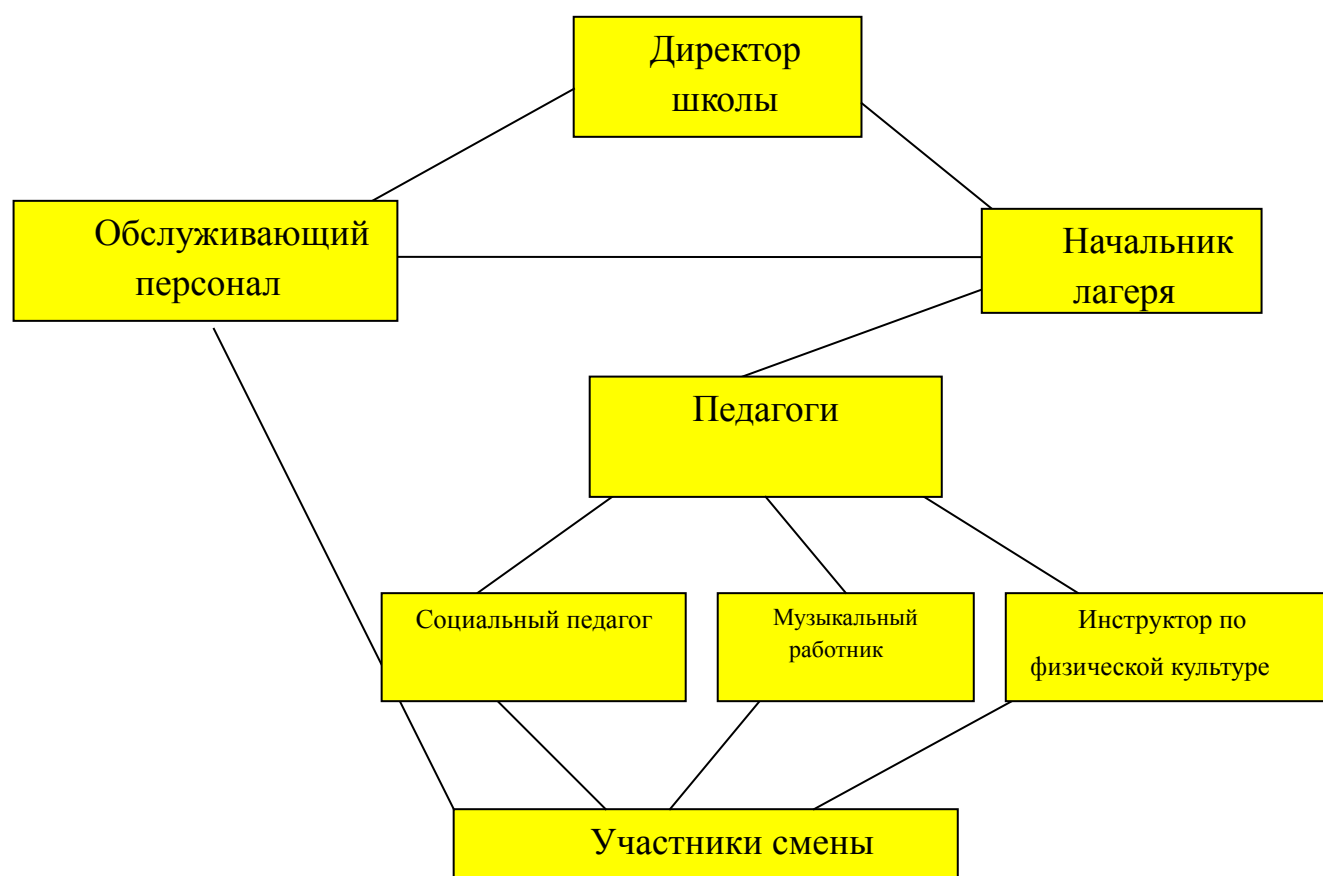 Директор
школы
Обслуживающий
персонал
Начальник
лагеря
Педагоги
Социальный педагог
Музыкальный
работник
Инструктор по
физической культуре
Участники смены